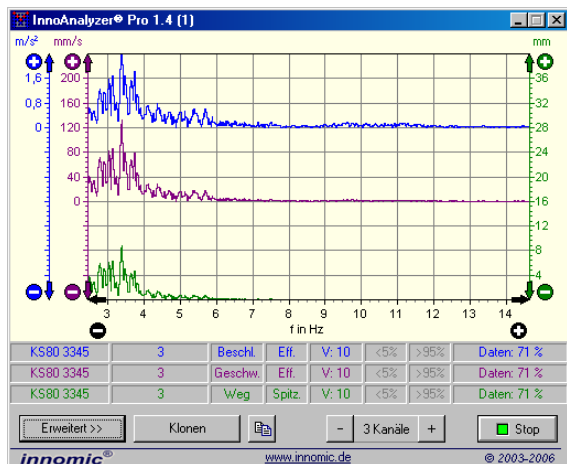 InnoAnalyzer® Pro 1.4 (1)
m/s² mm/s mm
1,6 200 36
0,8 160 32
0 120 28
80 24
40 20
0 16
12
8
4
3 4 5 6 7 8 9 10 11 12 13 14
f in Hz
KS80 3345 3 Beschl. Eff. V: 10 <5% >95% Daten: 71 %
KS80 3345 3 Geschw. Eff. V: 10 <5% >95% Daten: 71 %
KS80 3345 3 Weg Spitz. V: 10 <5% >95% Daten: 71 %
Erweitert >> Klonen - 3 Kanäle + Stop
innomic® www.innomic.de © 2003-2006